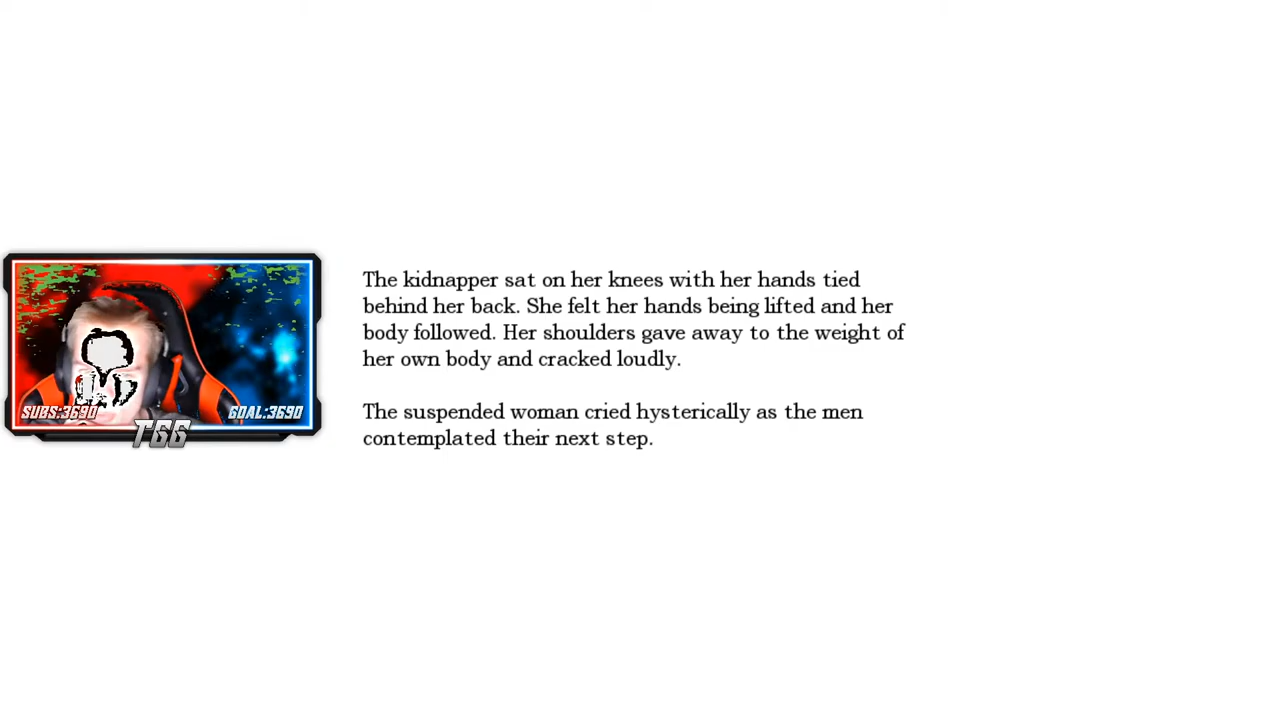 The kidnapper sat on her knees with her hands tied
behind her back. She felt her hands being lifted and her
body followed. Her shoulders gave away to the weight of
her own body and cracked loudly.
The suspended woman cried hysterically as the men
contemplated their next step.
SUBS:3690
GOAL:3690
T66